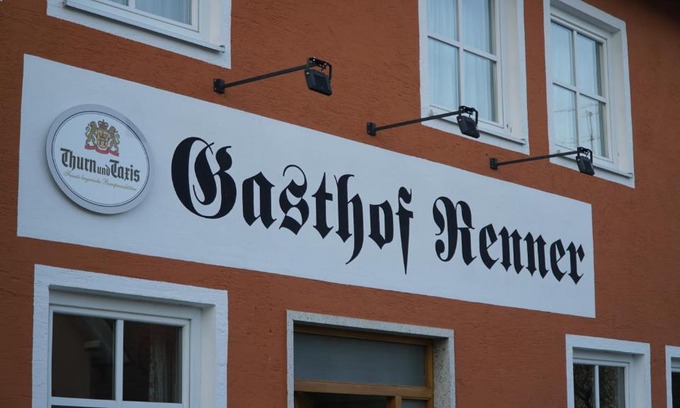 Thurn und Taxis
Gasthof Renner